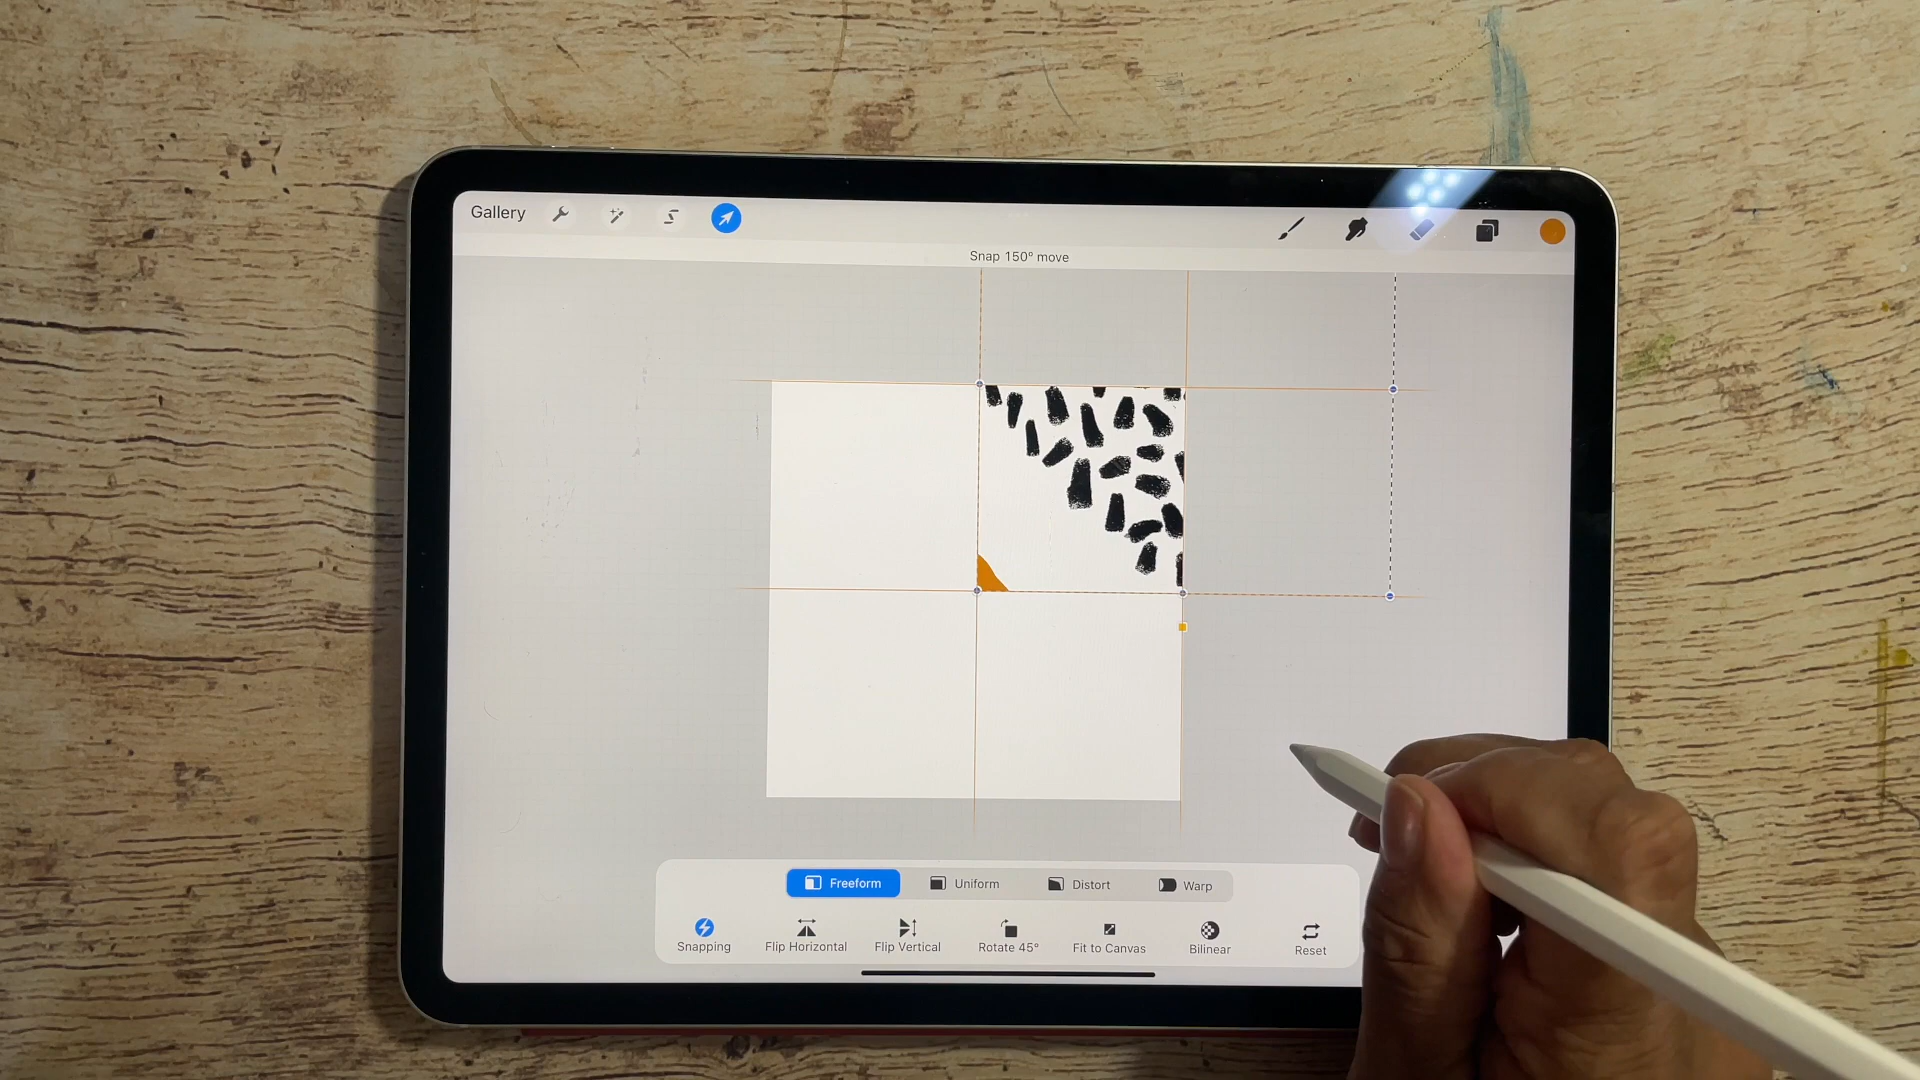 Gallery
Snap 150° move
Freeform Uniform Distort Warp
Snapping Flip Horizontal Flip Vertical Rotate 45° Fit to Canvas Bilinear Reset